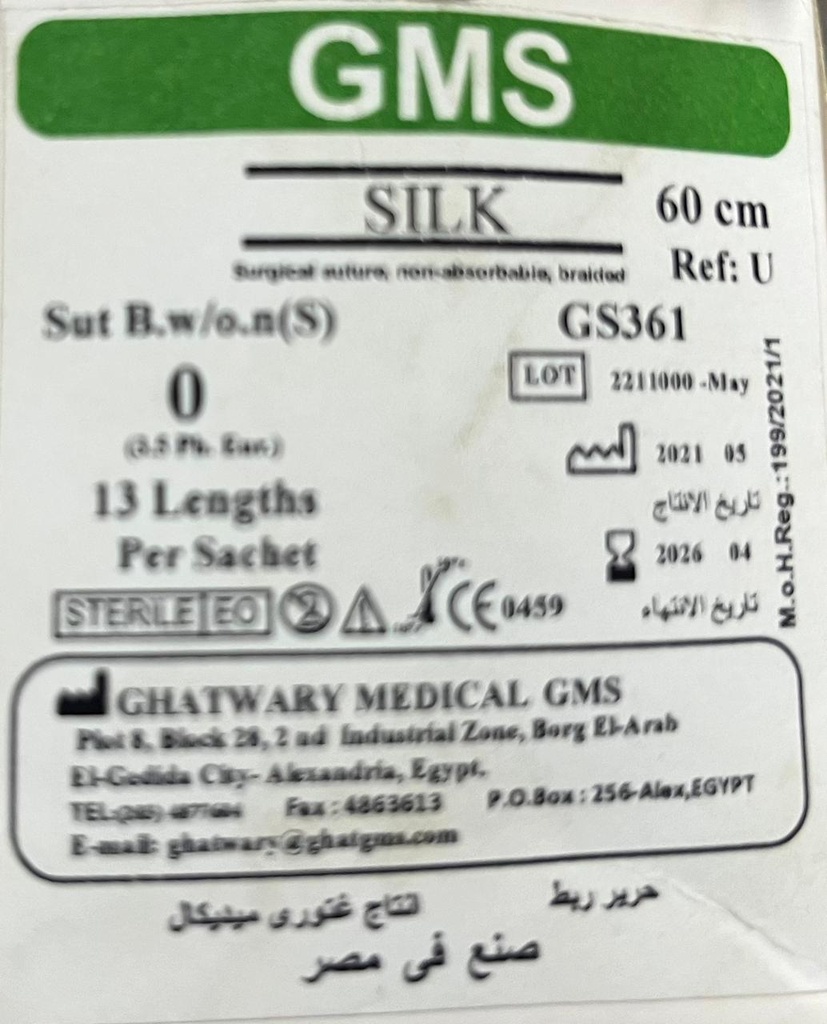 GMS
SILK
60 cm
Surgical suture, non-absorbable, braided
Ref: U
Sut B.w/o.n(S)
GS361
0
LOT 2211000 -May
(3.5 Ph. Eur.)
2021 05
13 Lengths
تاريخ الانتاج
Per Sachet
2026 04
STERILE EO
2
CE 0459
تاريخ الانتهاء
M.o.H.Reg.:199/2021/1
GHATWARY MEDICAL GMS
Plot 8, Block 28, 2 nd Industrial Zone, Borg El-Arab
El-Gedida City- Alexandria, Egypt.
TEL: Fax : 4863613 P.O.Box : 256-Alex,EGYPT
E-mail: ghatwary@ghatgms.com
حرير ربط
انتاج غتورى ميديكال
صنع فى مصر